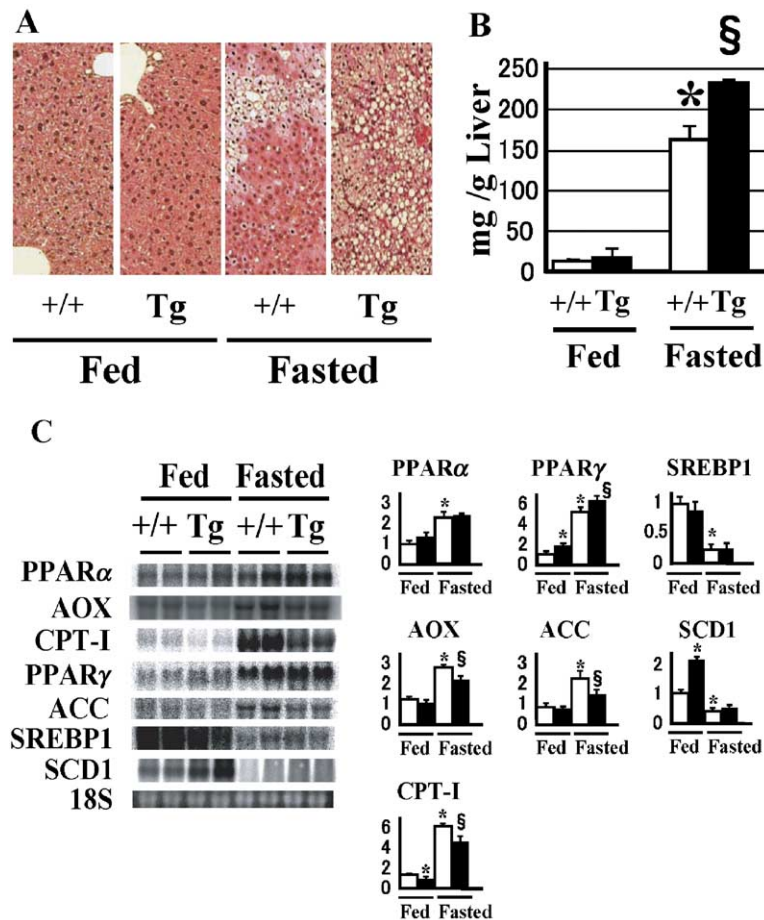 A
+/+ Tg +/+ Tg
Fed Fasted
B
§
*
mg /g Liver
250
200
150
100
50
0
+/+ Tg +/+ Tg
Fed Fasted
C
Fed Fasted
+/+ Tg +/+ Tg
PPARα
AOX
CPT-I
PPARγ
ACC
SREBP1
SCD1
18S
PPARα
3
2
1
0
*
Fed Fasted
PPARγ
6
4
2
0
* * §
Fed Fasted
SREBP1
1
0.5
0
*
Fed Fasted
AOX
3
2
1
0
* §
Fed Fasted
ACC
3
2
1
0
* §
Fed Fasted
SCD1
2
1
0
* *
Fed Fasted
CPT-I
6
4
2
0
* * §
Fed Fasted